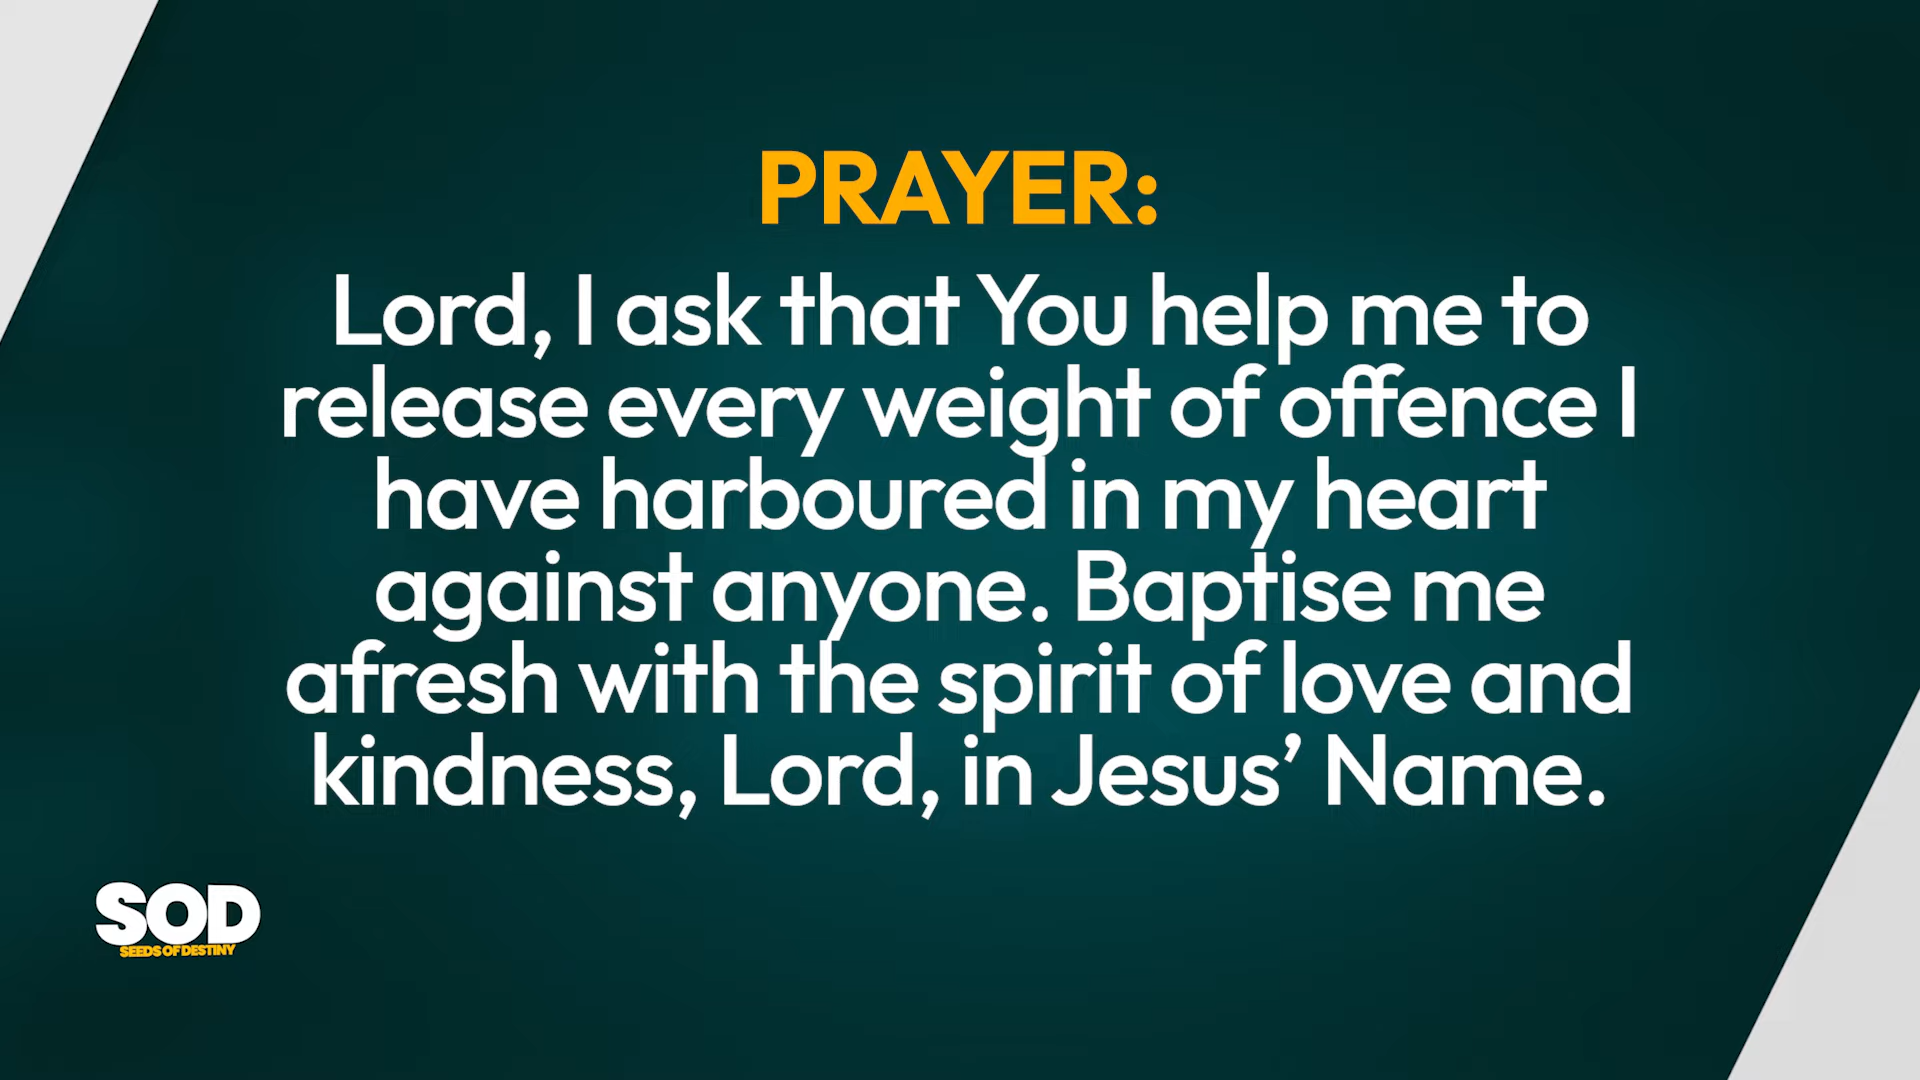 PRAYER:
Lord, I ask that You help me to
release every weight of offence I
have harboured in my heart
against anyone. Baptise me
afresh with the spirit of love and
kindness, Lord, in Jesus’ Name.
SOD
SEEDS OF DESTINY